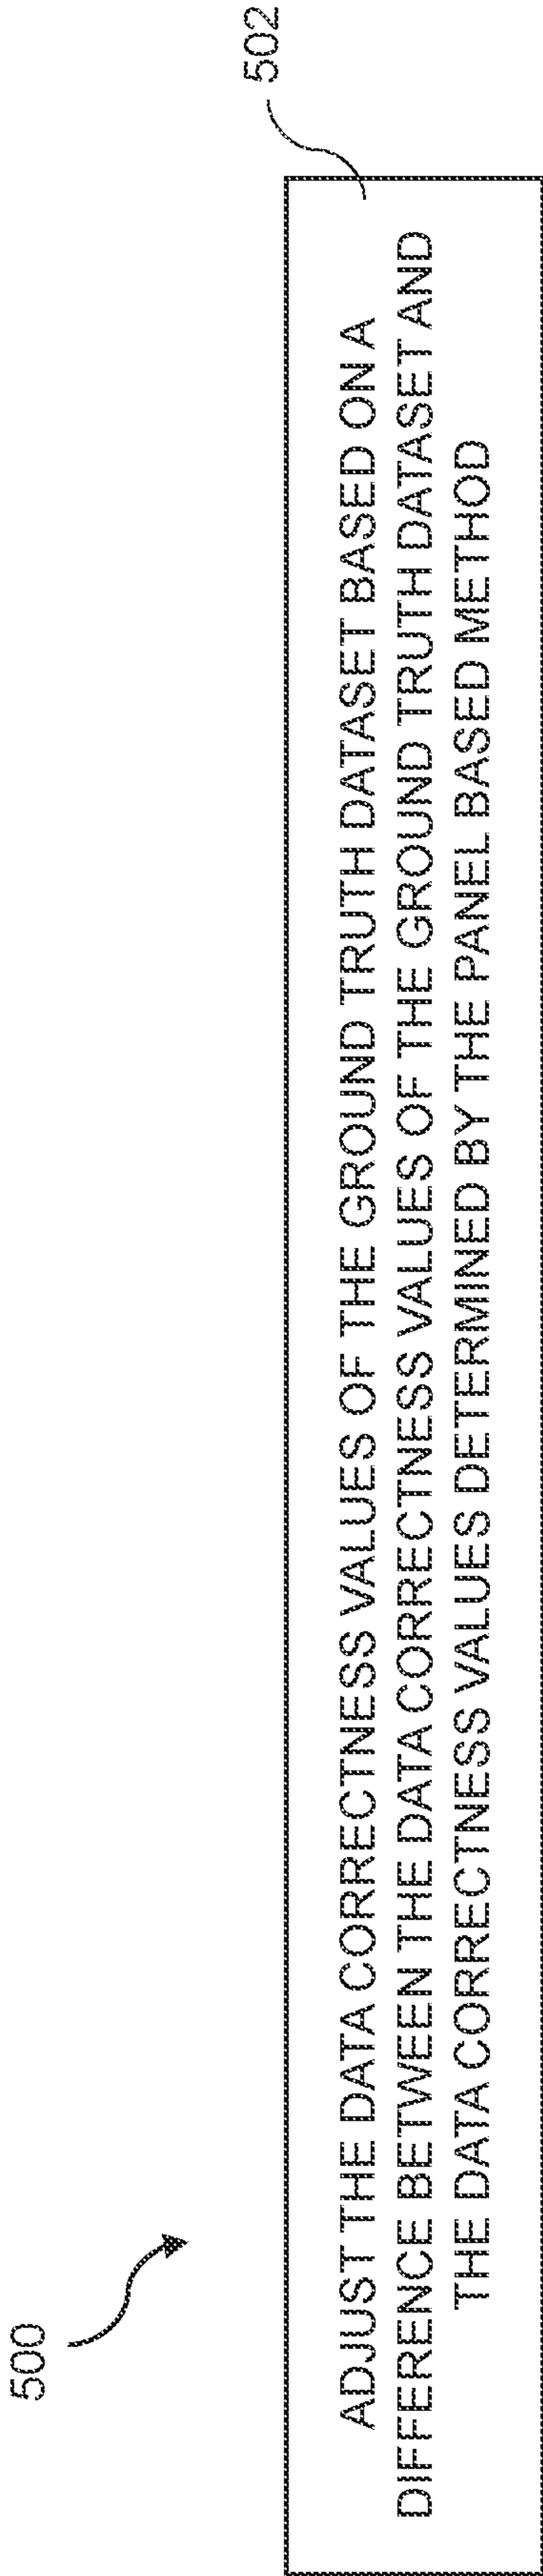 500
502
ADJUST THE DATA CORRECTNESS VALUES OF THE GROUND TRUTH DATASET BASED ON A
DIFFERENCE BETWEEN THE DATA CORRECTNESS VALUES OF THE GROUND TRUTH DATASET AND
THE DATA CORRECTNESS VALUES DETERMINED BY THE PANEL BASED METHOD